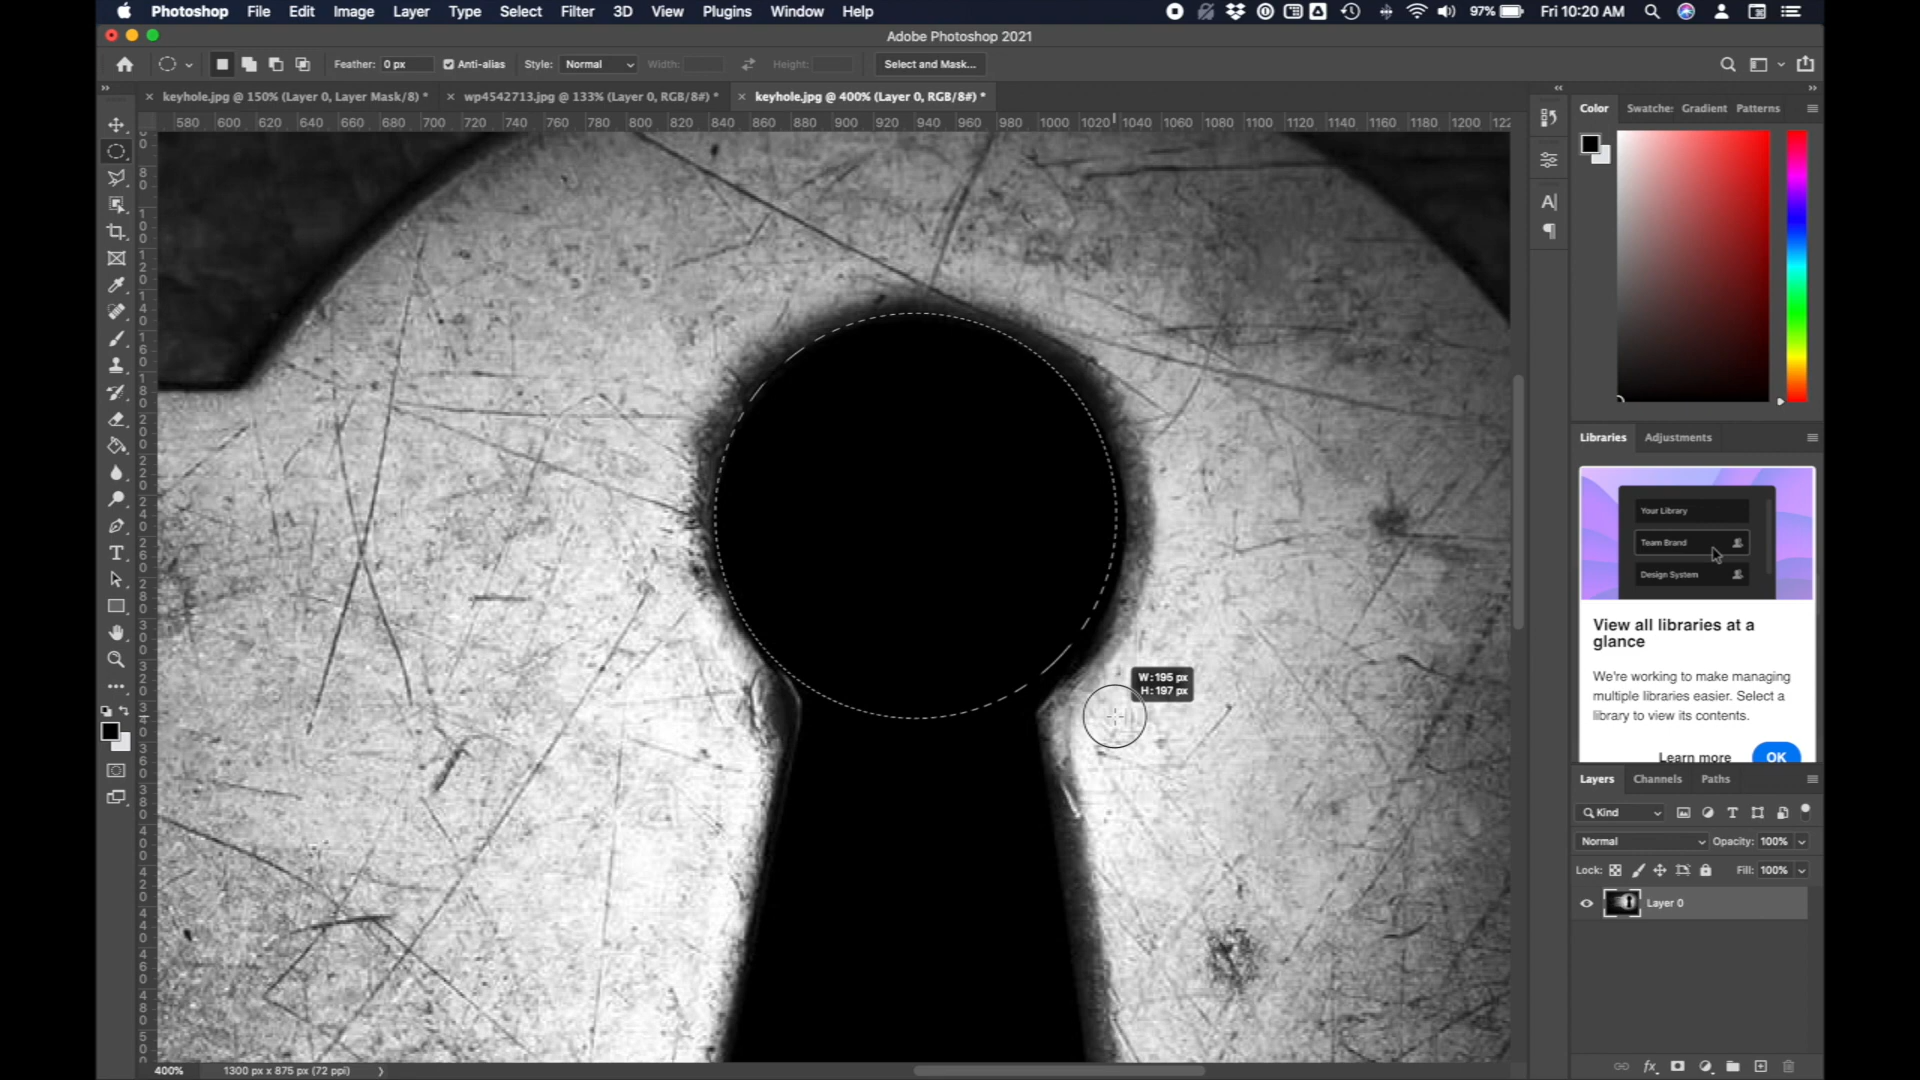 Photoshop File Edit Image Layer Type Select Filter 3D View Plugins Window Help 97% Fri 10:20 AM
Adobe Photoshop 2021
Feather: 0 px Anti-alias Style: Normal Width: Height: Select and Mask...
keyhole.jpg @ 150% (Layer 0, Layer Mask/8) * wp4542713.jpg @ 133% (Layer 0, RGB/8#) * keyhole.jpg @ 400% (Layer 0, RGB/8#) *
580 600 620 640 660 680 700 720 740 760 780 800 820 840 860 880 900 920 940 960 980 1000 1020 1040 1060 1080 1100 1120 1140 1160 1180 1200 122
Color Swatche: Gradient Patterns
Libraries Adjustments
Your Library
Team Brand
Design System
View all libraries at a
glance
We're working to make managing
multiple libraries easier. Select a
library to view its contents.
Learn more OK
W: 195 px
H: 197 px
Layers Channels Paths
Kind
Normal Opacity: 100%
Lock: Fill: 100%
Layer 0
400% 1300 px x 875 px (72 ppi)